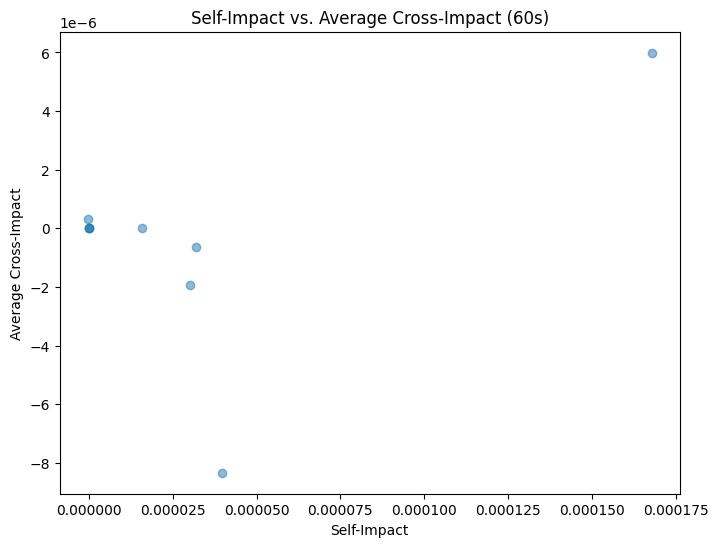 Self-Impact vs. Average Cross-Impact (60s)
1e−6
6
4
2
0
−2
−4
−6
−8
Average Cross-Impact
0.000000 0.000025 0.000050 0.000075 0.000100 0.000125 0.000150 0.000175
Self-Impact